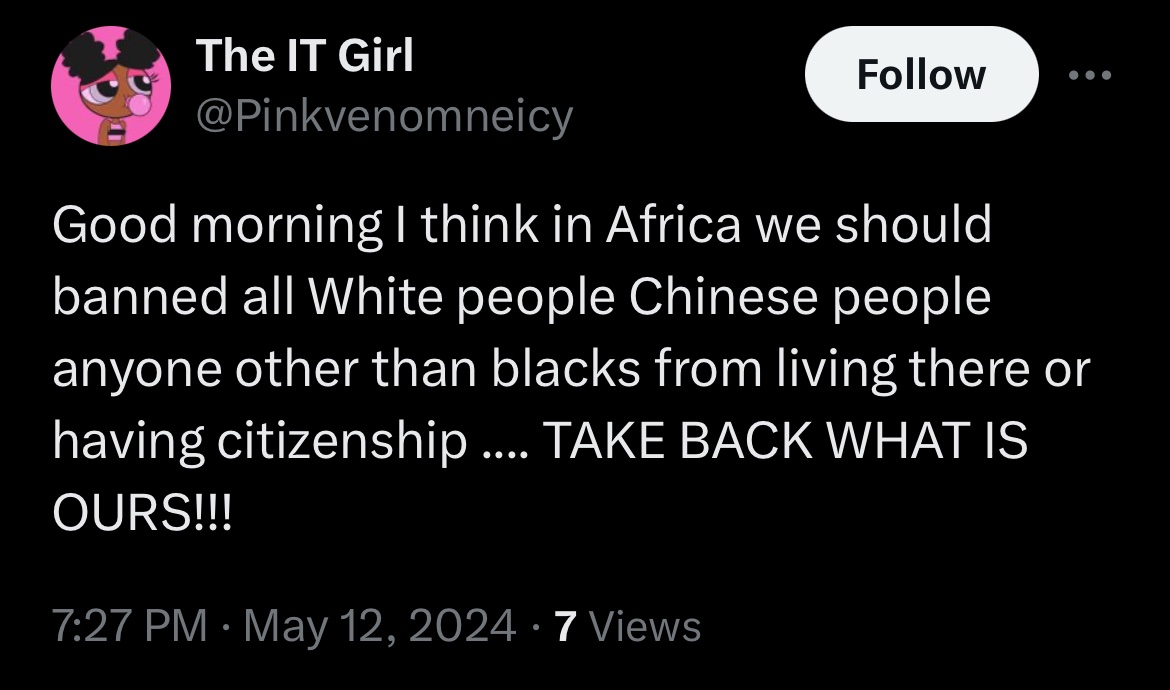 The IT Girl
@Pinkvenomneicy
Follow
Good morning I think in Africa we should
banned all White people Chinese people
anyone other than blacks from living there or
having citizenship .... TAKE BACK WHAT IS
OURS!!!
7:27 PM · May 12, 2024 · 7 Views